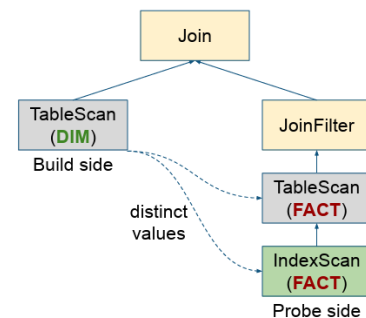 Join
TableScan
(DIM)
Build side
JoinFilter
TableScan
(FACT)
distinct
values
IndexScan
(FACT)
Probe side